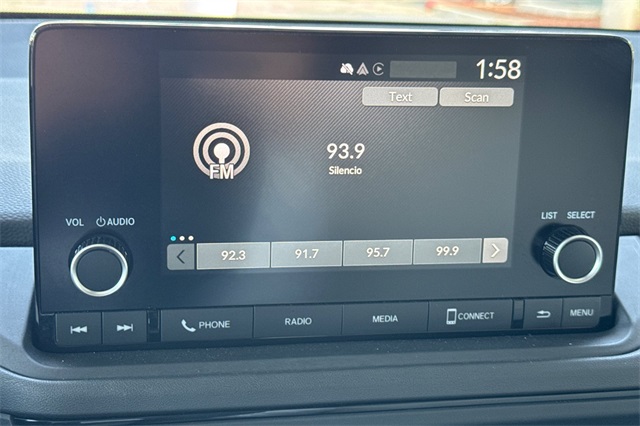 1:58
Text Scan
FM
93.9
Silencio
VOL AUDIO
LIST SELECT
92.3 91.7 95.7 99.9
PHONE RADIO MEDIA CONNECT MENU